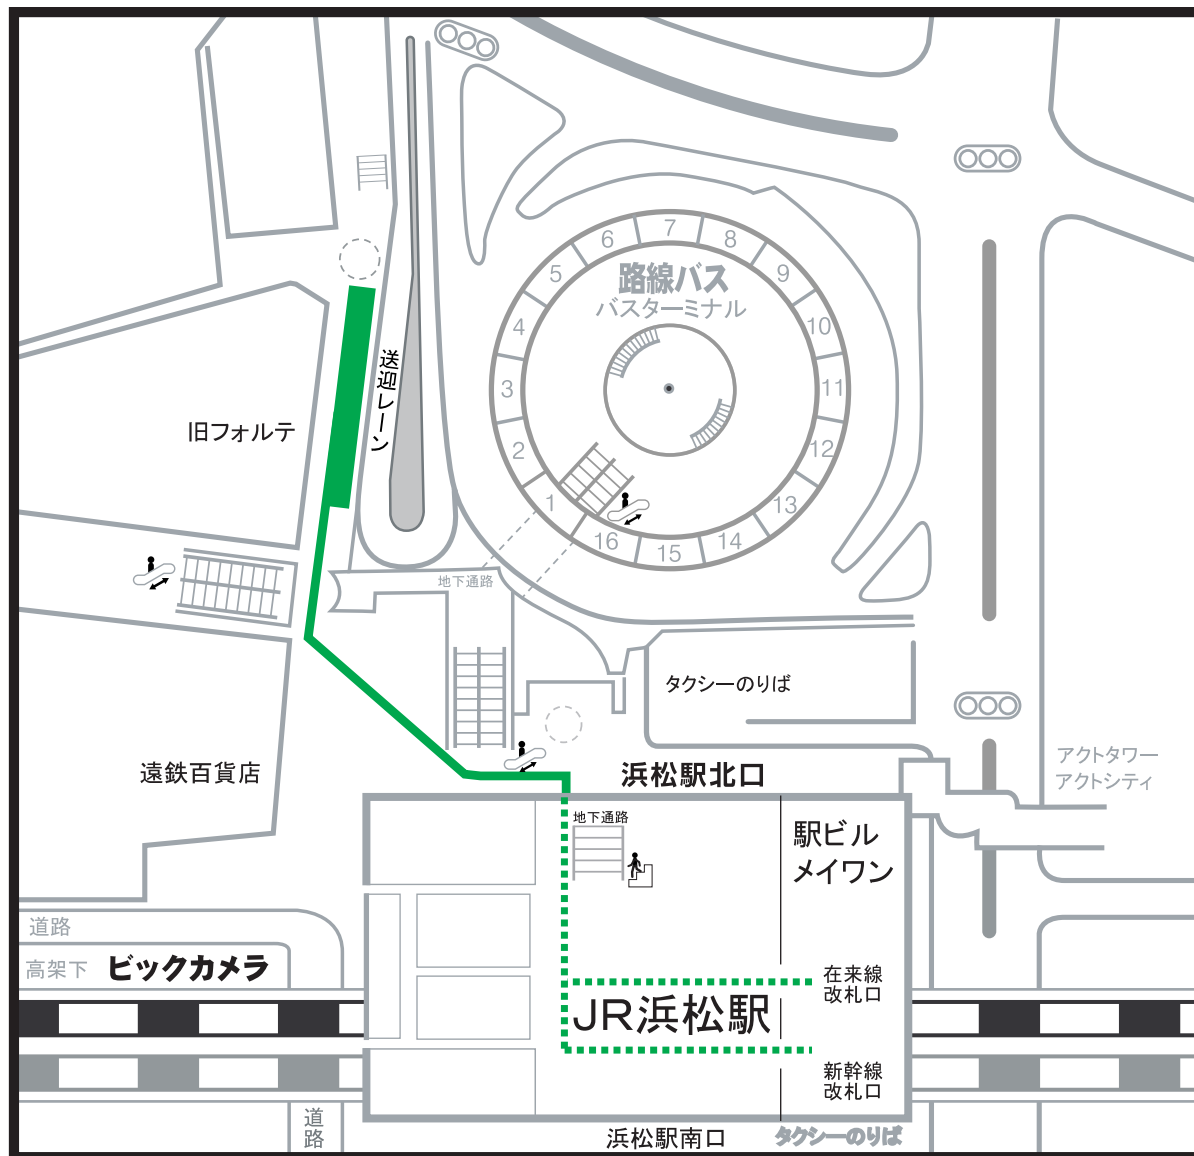 7
6
8
5
9
路線バス
バスターミナル
4
10
送迎レーン
3
11
旧フォルテ
2
12
1
13
16
15
14
地下通路
タクシーのりば
遠鉄百貨店
浜松駅北口
アクトタワー
アクトシティ
地下通路
駅ビル
メイワン
道路
高架下 ビックカメラ
在来線
改札口
JR浜松駅
新幹線
改札口
道路
浜松駅南口
タクシーのりば